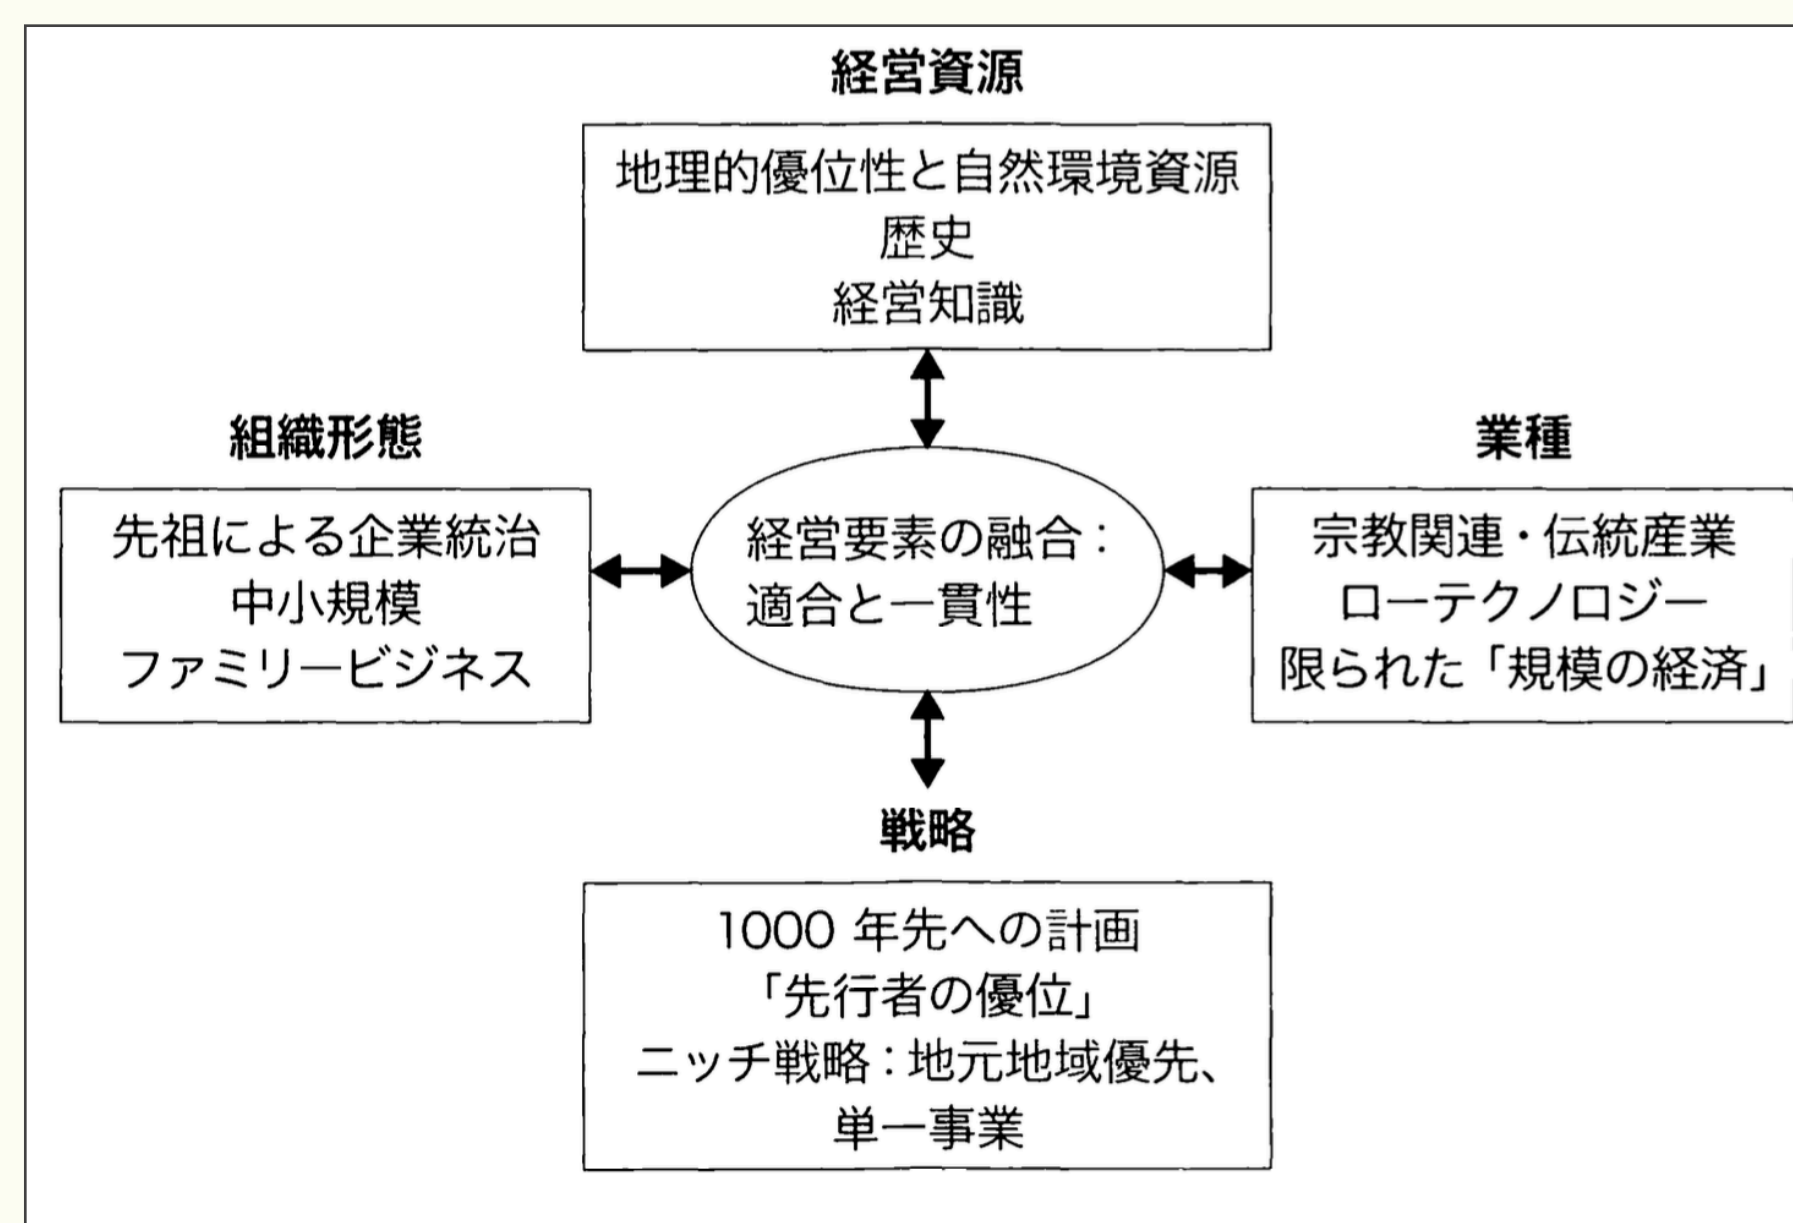 経営資源
地理的優位性と自然環境資源
歴史
経営知識
組織形態
先祖による企業統治
中小規模
ファミリービジネス
経営要素の融合：
適合と一貫性
業種
宗教関連・伝統産業
ローテクノロジー
限られた「規模の経済」
戦略
1000 年先への計画
「先行者の優位」
ニッチ戦略：地元地域優先、
単一事業